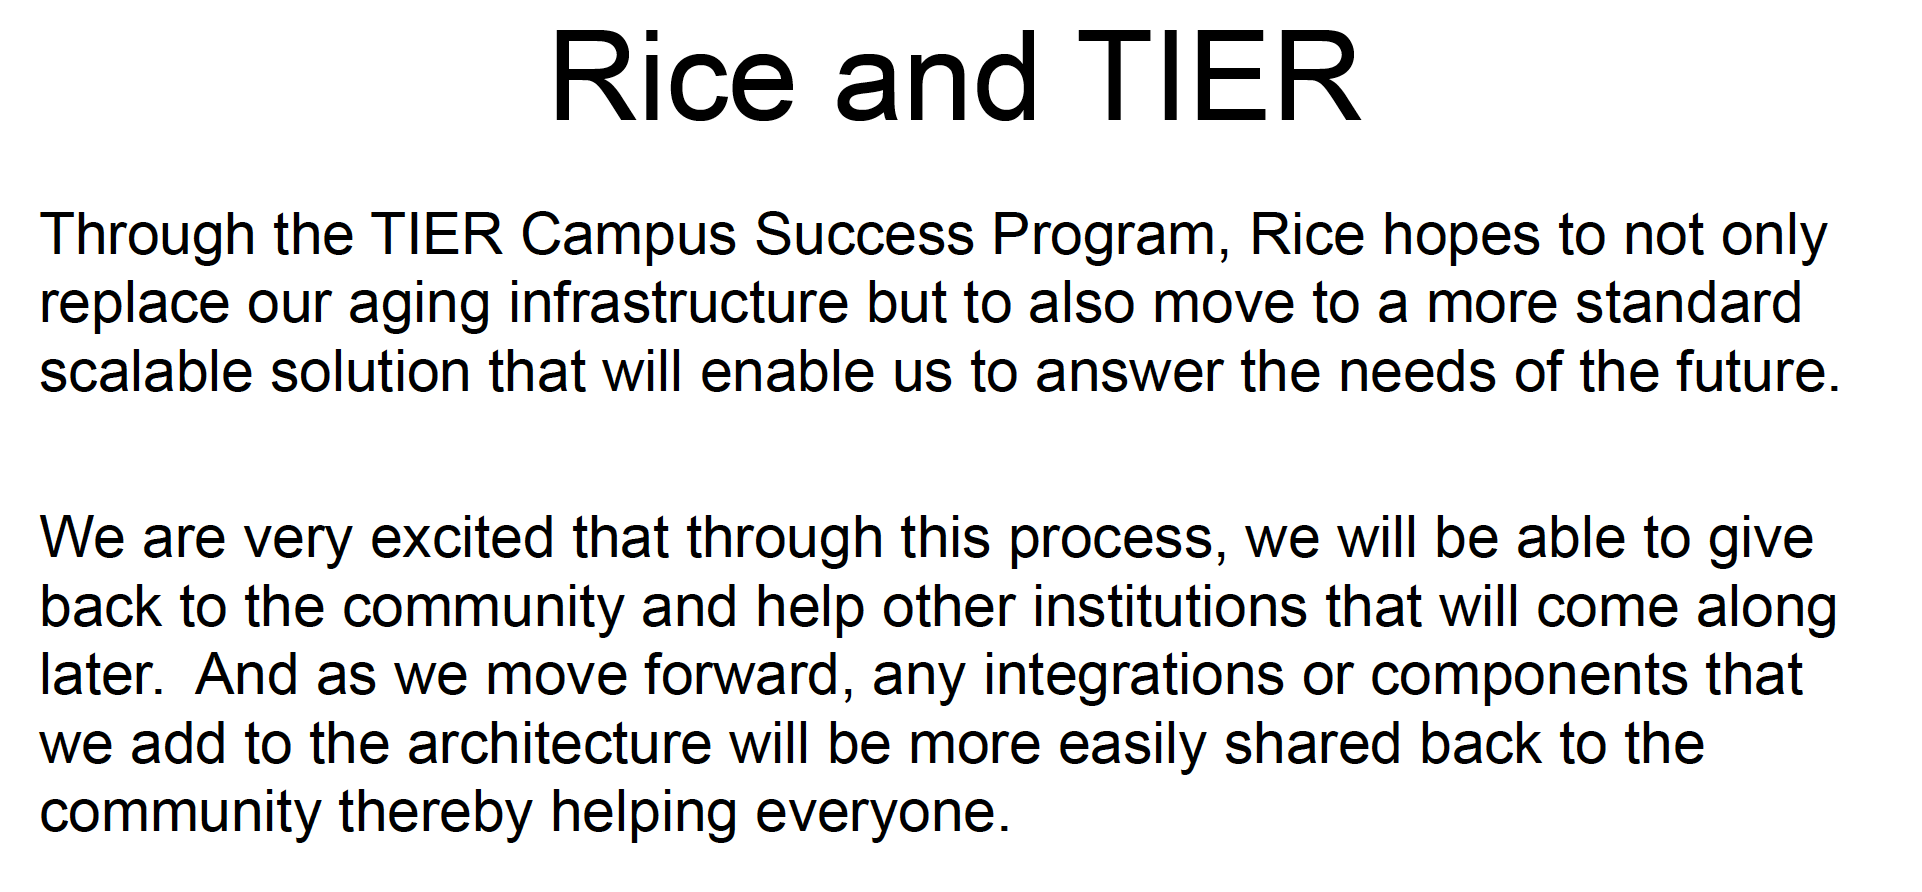 Rice and TIER
Through the TIER Campus Success Program, Rice hopes to not only
replace our aging infrastructure but to also move to a more standard
scalable solution that will enable us to answer the needs of the future.
We are very excited that through this process, we will be able to give
back to the community and help other institutions that will come along
later.  And as we move forward, any integrations or components that
we add to the architecture will be more easily shared back to the
community thereby helping everyone.